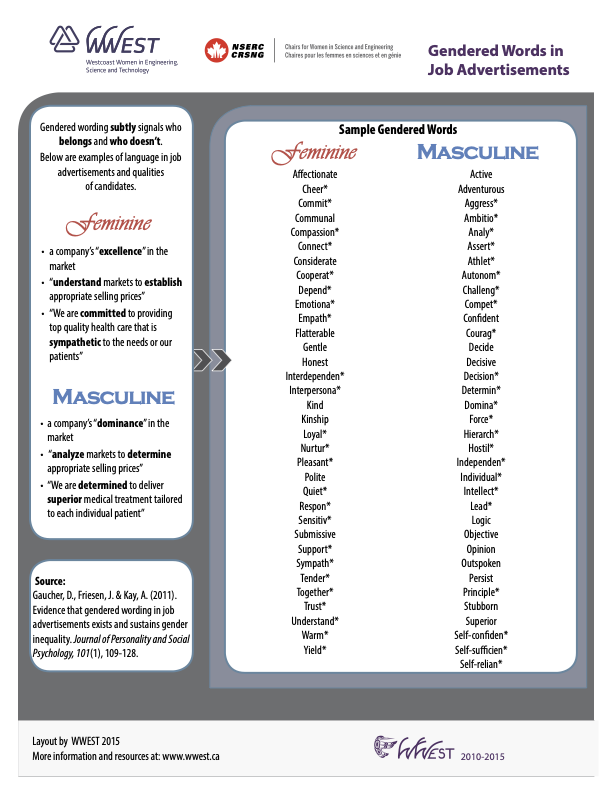 WWEST
Westcoast Women in Engineering,
Science and Technology
NSERC
CRSNG
Chairs for Women in Science and Engineering
Chaires pour les femmes en sciences et en génie
Gendered Words in
Job Advertisements
Gendered wording subtly signals who
belongs and who doesn't.
Below are examples of language in job
advertisements and qualities
of candidates.
Feminine
• a company's "excellence" in the
market
• "understand markets to establish
appropriate selling prices"
• "We are committed to providing
top quality health care that is
sympathetic to the needs or our
patients"
MASCULINE
• a company's "dominance" in the
market
• "analyze markets to determine
appropriate selling prices"
• "We are determined to deliver
superior medical treatment tailored
to each individual patient"
Source:
Gaucher, D., Friesen, J. & Kay, A. (2011).
Evidence that gendered wording in job
advertisements exists and sustains gender
inequality. Journal of Personality and Social
Psychology, 101(1), 109-128.
Sample Gendered Words
Feminine
Affectionate
Cheer*
Commit*
Communal
Compassion*
Connect*
Considerate
Cooperat*
Depend*
Emotiona*
Empath*
Flatterable
Gentle
Honest
Interdependen*
Interpersona*
Kind
Kinship
Loyal*
Nurtur*
Pleasant*
Polite
Quiet*
Respon*
Sensitiv*
Submissive
Support*
Sympath*
Tender*
Together*
Trust*
Understand*
Warm*
Yield*
MASCULINE
Active
Adventurous
Aggress*
Ambitio*
Analy*
Assert*
Athlet*
Autonom*
Challeng*
Compet*
Confident
Courag*
Decide
Decisive
Decision*
Determin*
Domina*
Force*
Hierarch*
Hostil*
Independen*
Individual*
Intellect*
Lead*
Logic
Objective
Opinion
Outspoken
Persist
Principle*
Stubborn
Superior
Self-confiden*
Self-sufficien*
Self-relian*
Layout by WWEST 2015
More information and resources at: www.wwest.ca
WWEST 2010-2015